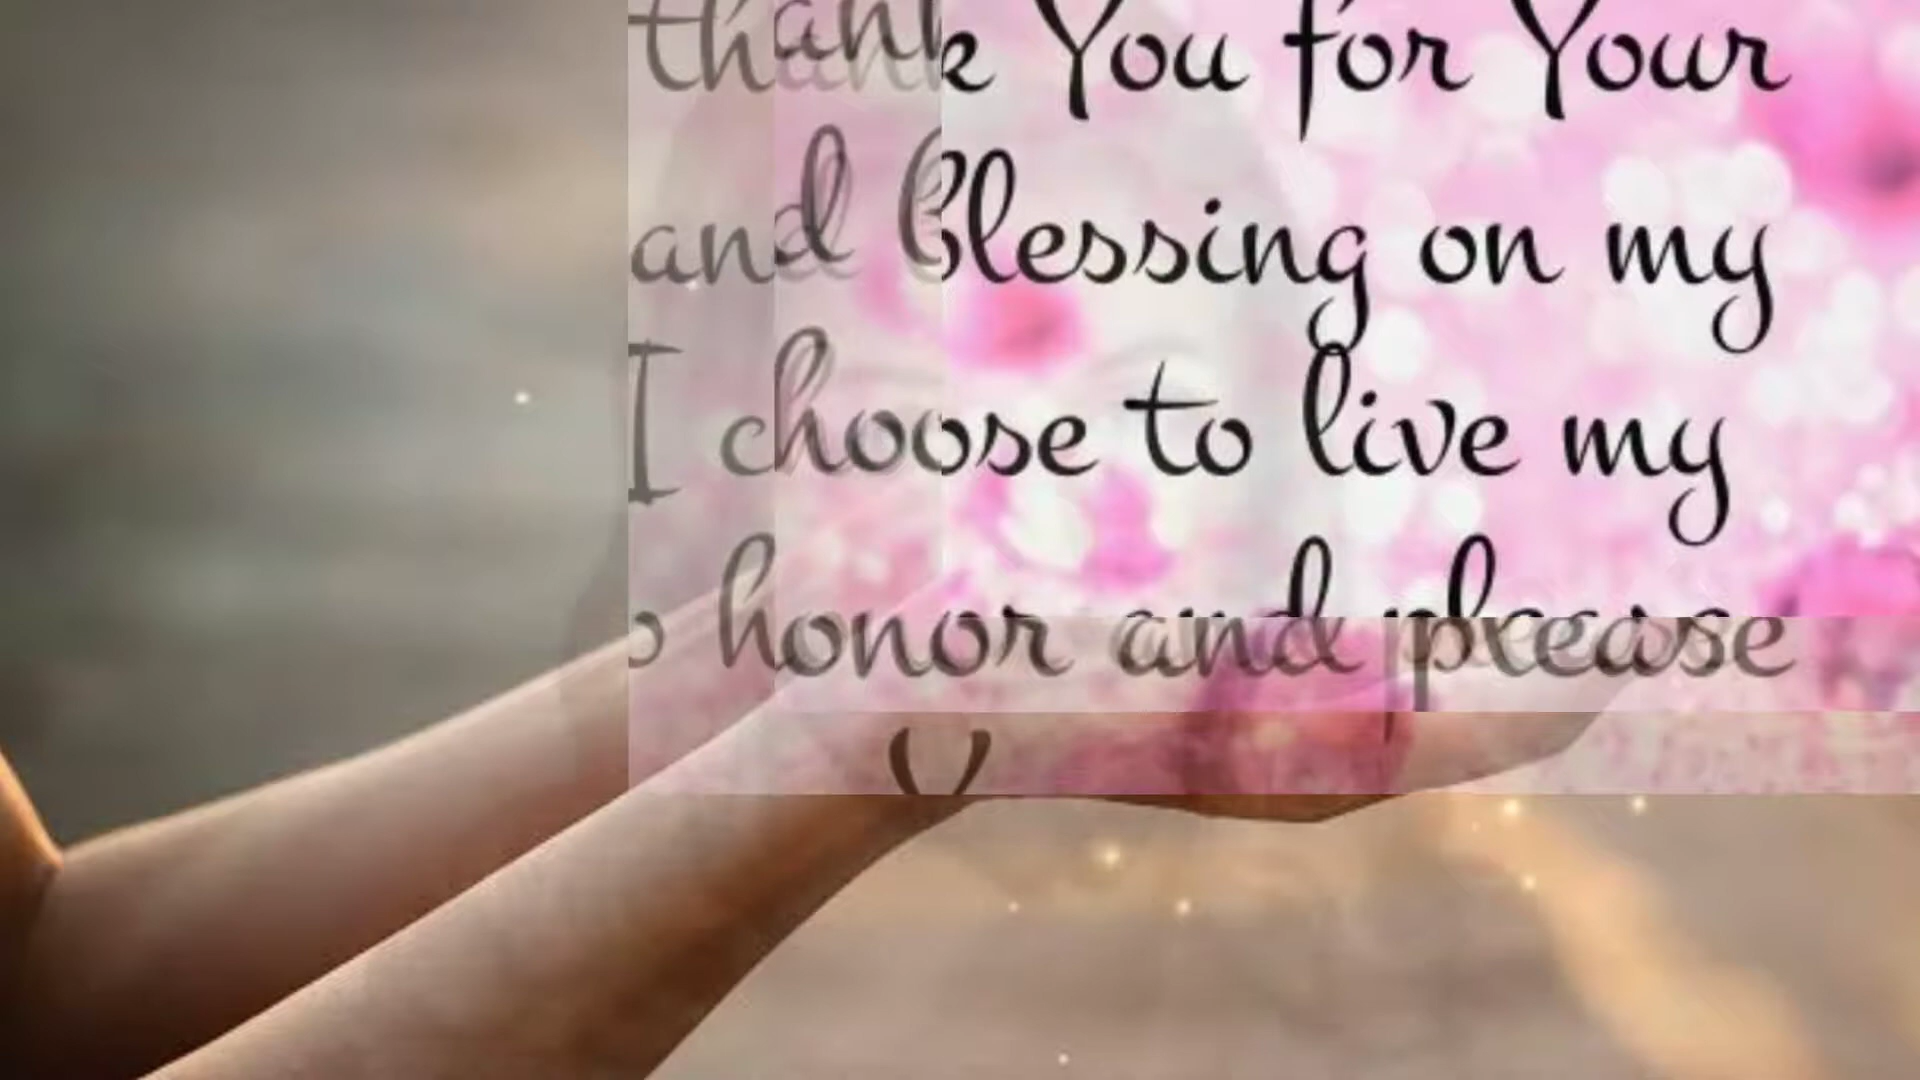 thank You for Your
and Blessing on my
I choose to live my
honor and please